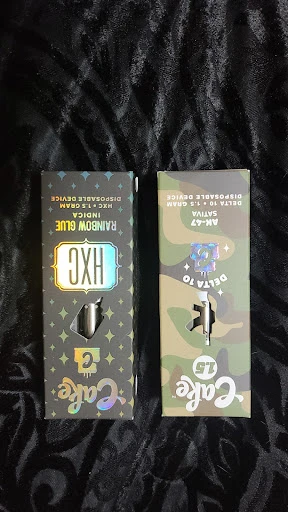 Cake
C
HXC
RAINBOW GLUE
INDICA
HXC • 1.5 GRAM
DISPOSABLE DEVICE
Cake
1.5
DELTA 10
C
AK-47
SATIVA
DELTA 10 • 1.5 GRAM
DISPOSABLE DEVICE